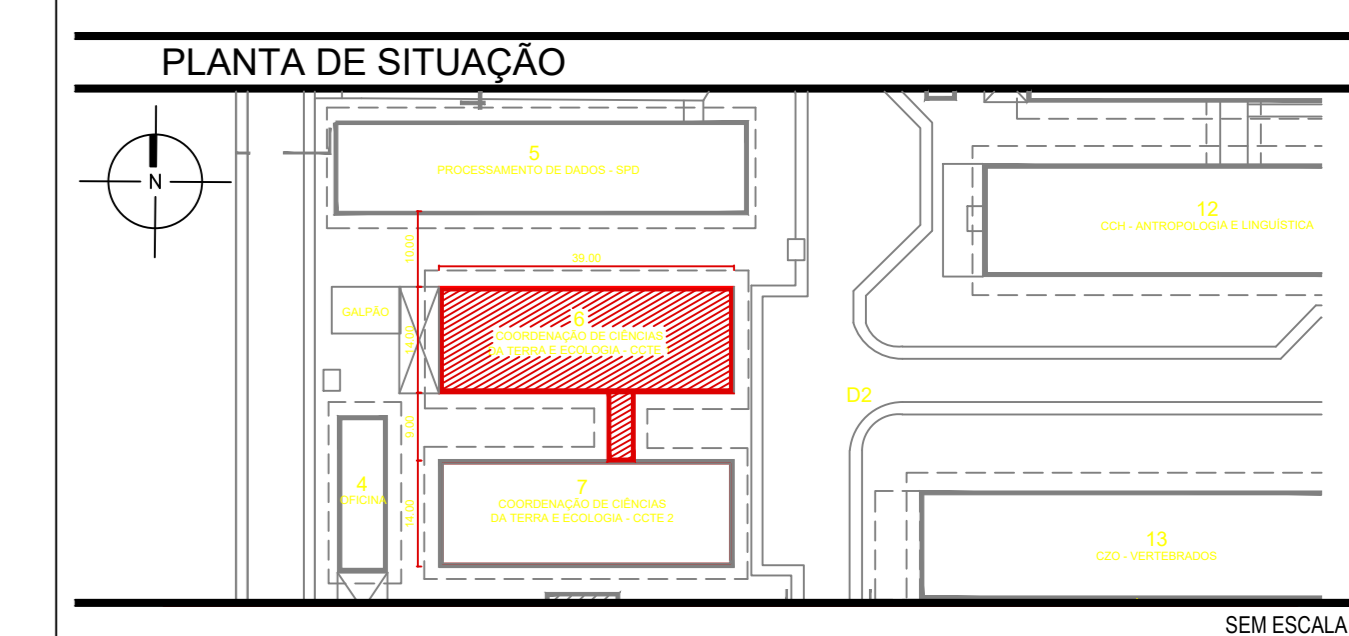 PLANTA DE SITUAÇÃO
N
5
PROCESSAMENTO DE DADOS - SPD
12
CCH - ANTROPOLOGIA E LINGUÍSTICA
10.00
39.00
GALPÃO
14.00
6
COORDENAÇÃO DE CIÊNCIAS
DA TERRA E ECOLOGIA - CCTE
D2
9.00
4
OFICINA
14.00
7
COORDENAÇÃO DE CIÊNCIAS
DA TERRA E ECOLOGIA - CCTE 2
13
CZO - VERTEBRADOS
SEM ESCALA